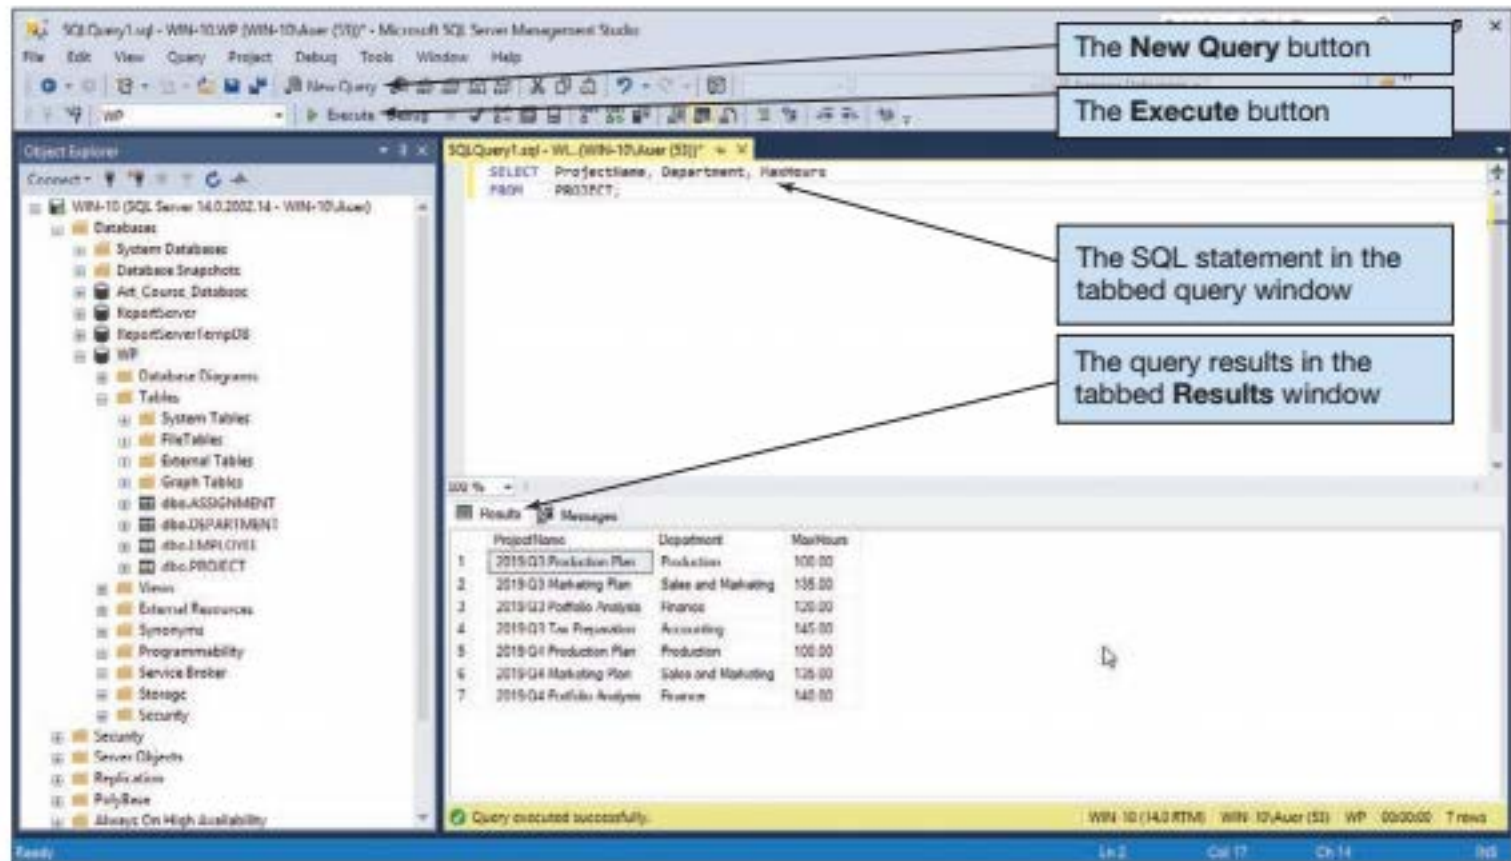 SQLQuery1.sql - WIN-10.WP (WIN-10\Auer (53))* - Microsoft SQL Server Management Studio
File Edit View Query Project Debug Tools Window Help
New Query
WP Execute
The New Query button
The Execute button
Object Explorer
Connect
WIN-10 (SQL Server 14.0.2002.14 - WIN-10\Auer)
Databases
System Databases
Database Snapshots
Art_Course_Database
ReportServer
ReportServerTempDB
WP
Database Diagrams
Tables
System Tables
FileTables
External Tables
Graph Tables
dbo.ASSIGNMENT
dbo.DEPARTMENT
dbo.EMPLOYEE
dbo.PROJECT
Views
External Resources
Synonyms
Programmability
Service Broker
Storage
Security
Security
Server Objects
Replication
PolyBase
Always On High Availability
SQLQuery1.sql - WI...(WIN-10\Auer (53))*
SELECT ProjectName, Department, MaxHours
FROM PROJECT;
The SQL statement in the
tabbed query window
The query results in the
tabbed Results window
100 %
Results Messages
ProjectName Department MaxHours
1 2019 Q3 Production Plan Production 100.00
2 2019 Q3 Marketing Plan Sales and Marketing 135.00
3 2019 Q3 Portfolio Analysis Finance 120.00
4 2019 Q3 Tax Preparation Accounting 145.00
5 2019 Q4 Production Plan Production 100.00
6 2019 Q4 Marketing Plan Sales and Marketing 135.00
7 2019 Q4 Portfolio Analysis Finance 140.00
Query executed successfully.
WIN-10 (14.0 RTM) WIN-10\Auer (53) WP 00:00:00 7 rows
Ready Ln 2 Col 17 Ch 14 INS